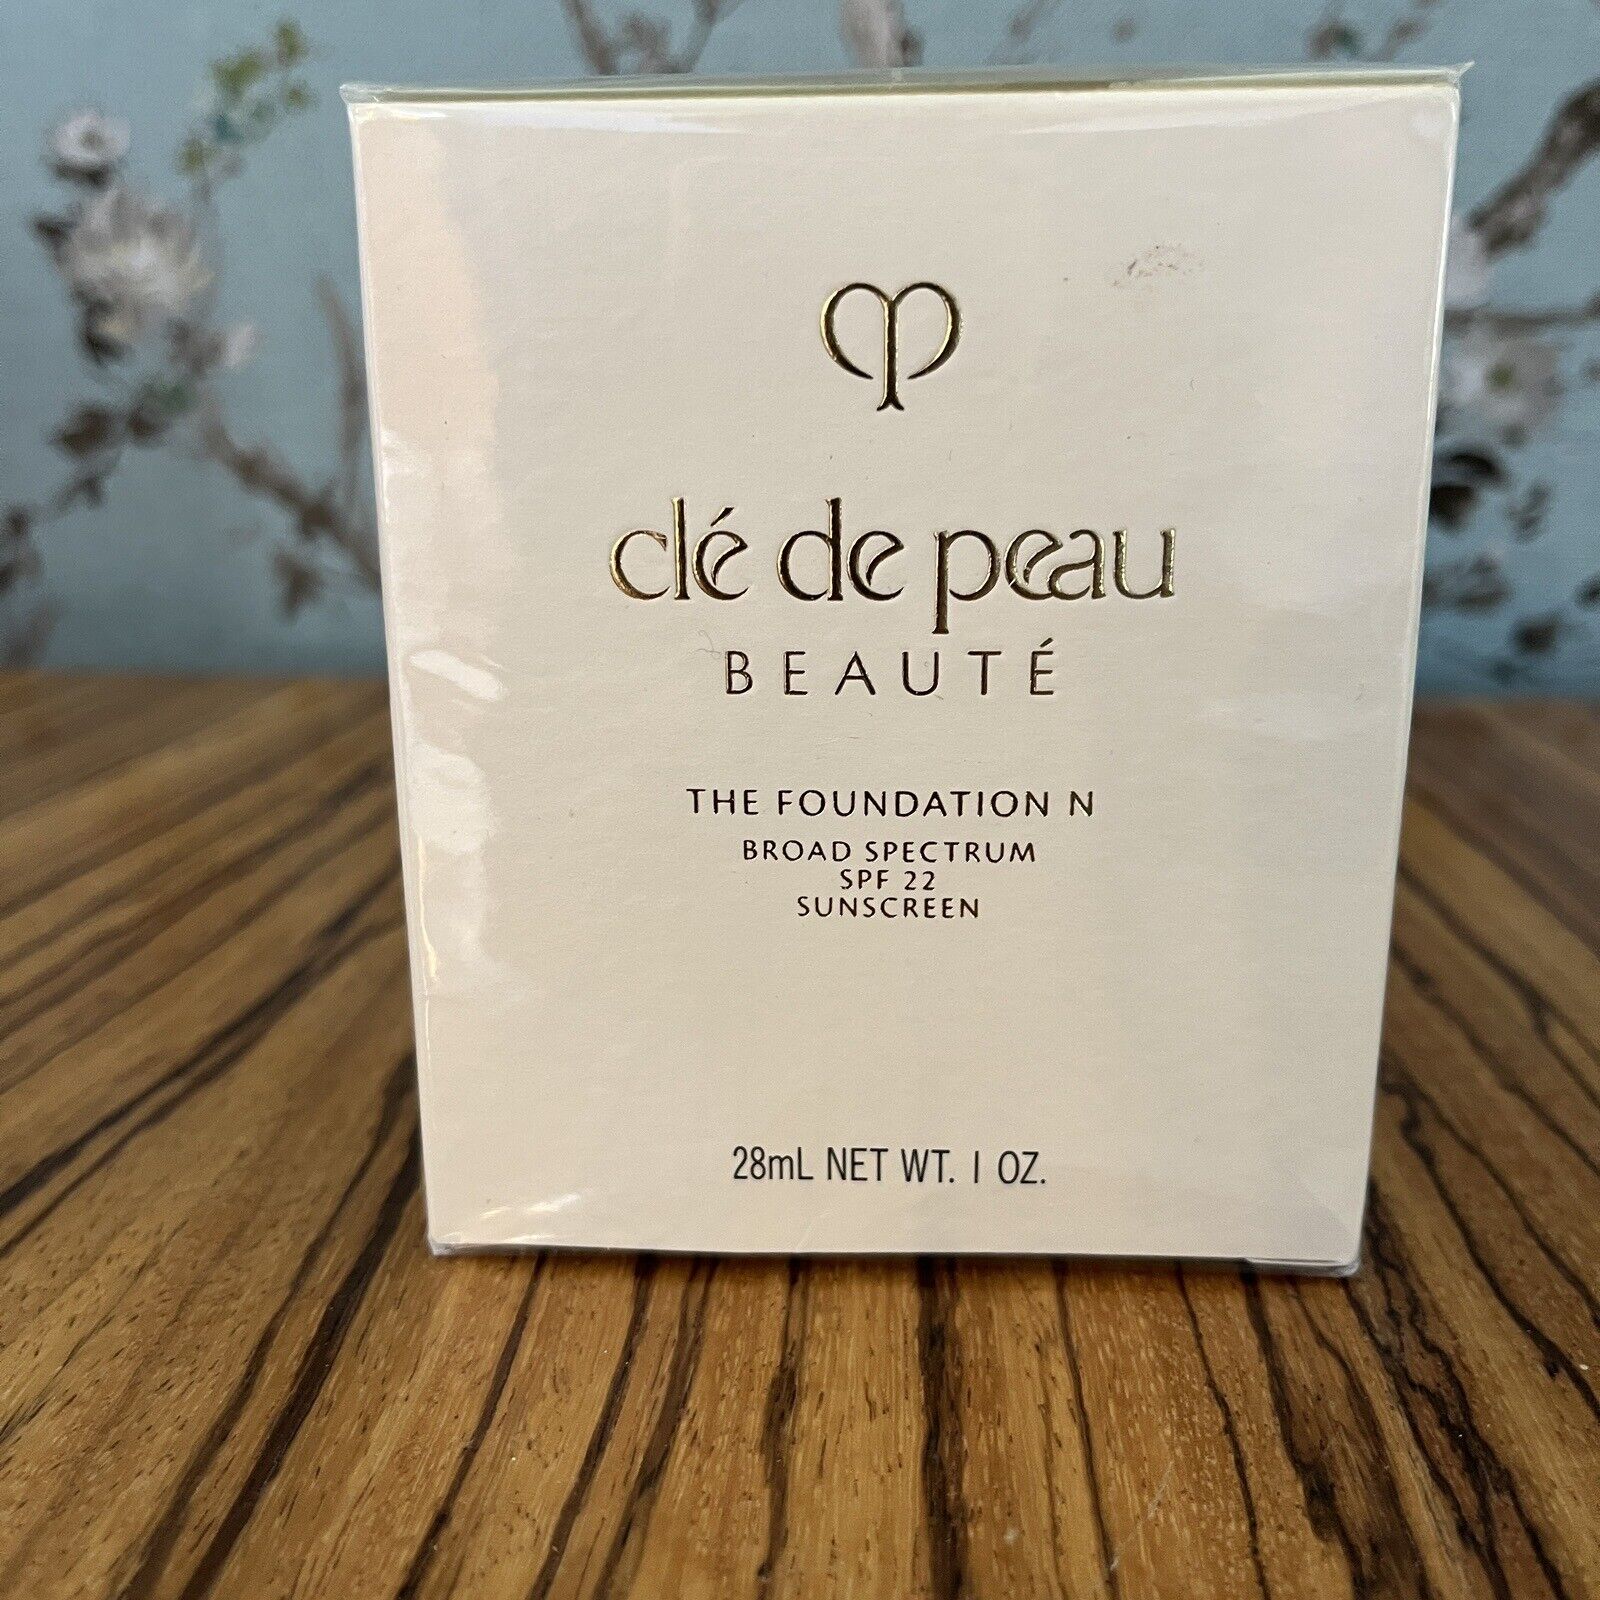 clé de peau
BEAUTÉ
THE FOUNDATION N
BROAD SPECTRUM
SPF 22
SUNSCREEN
28mL NET WT. 1 OZ.